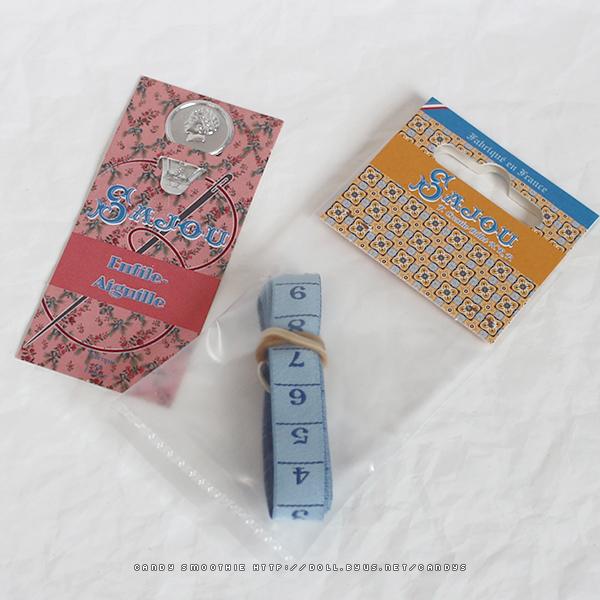 SAJOU
Enfile-
Aiguille
Fabriqué en France
SAJOU
9
8
7
6
5
4
3
CANDY SMOOTHIE HTTP://DOLL.BYUS.NET/CANDYS